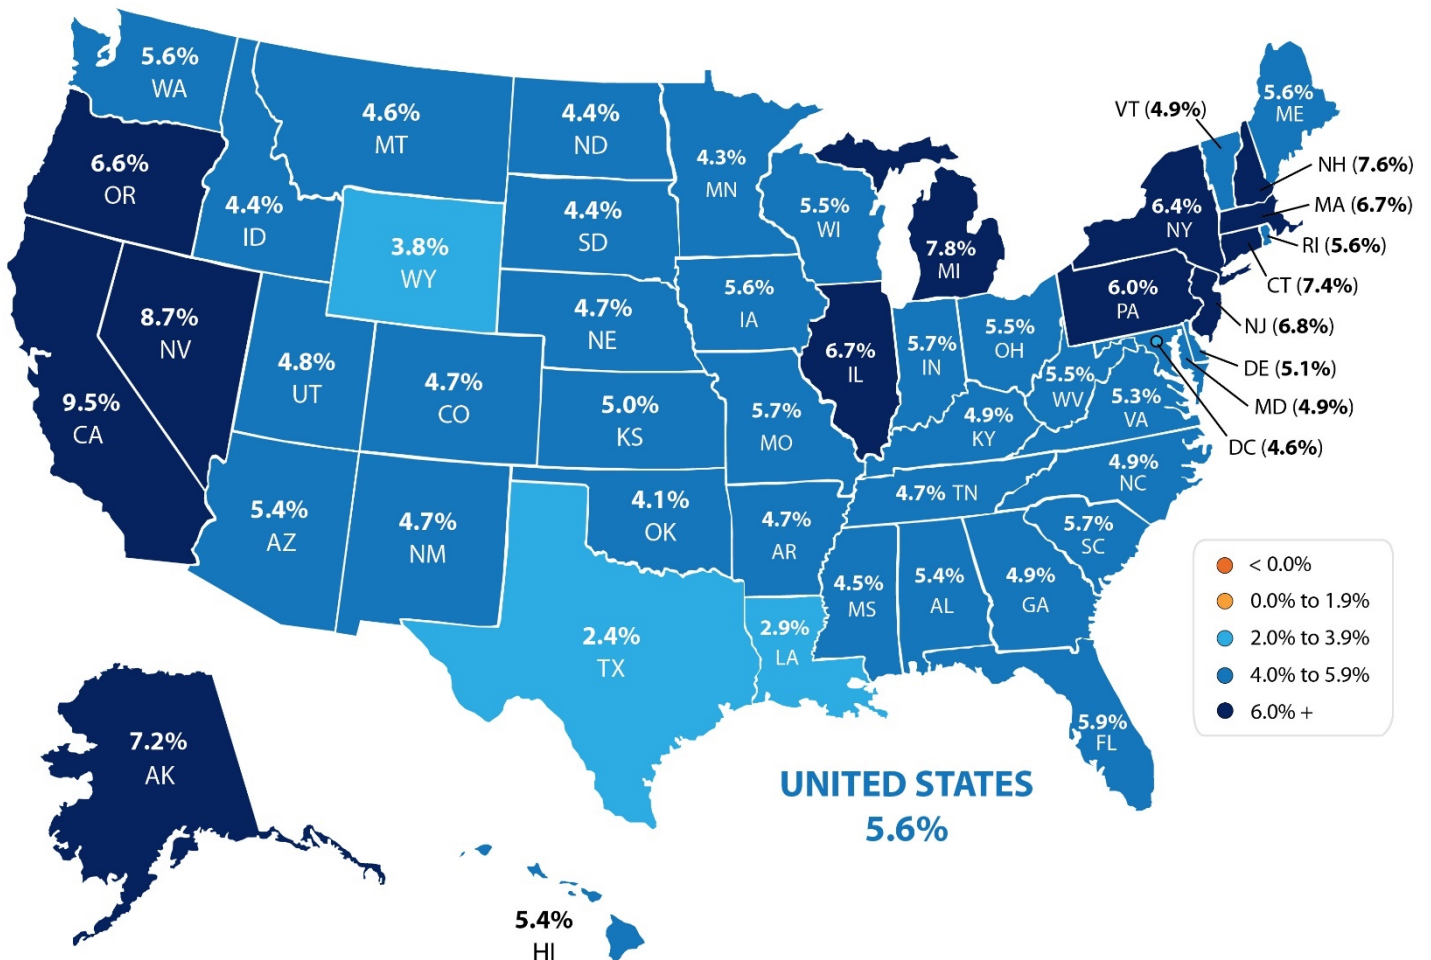 5.6%
WA
4.6%
MT
4.4%
ND
4.3%
MN
5.6%
ME
VT (4.9%)
6.6%
OR
4.4%
ID
3.8%
WY
4.4%
SD
5.5%
WI
7.8%
MI
6.4%
NY
NH (7.6%)
MA (6.7%)
RI (5.6%)
CT (7.4%)
NJ (6.8%)
DE (5.1%)
MD (4.9%)
DC (4.6%)
8.7%
NV
4.8%
UT
4.7%
CO
4.7%
NE
5.6%
IA
6.7%
IL
5.7%
IN
5.5%
OH
6.0%
PA
9.5%
CA
5.0%
KS
5.7%
MO
4.9%
KY
5.5%
WV
5.3%
VA
5.4%
AZ
4.7%
NM
4.1%
OK
4.7%
AR
4.7% TN
4.9%
NC
5.7%
SC
2.4%
TX
2.9%
LA
4.5%
MS
5.4%
AL
4.9%
GA
5.9%
FL
7.2%
AK
5.4%
HI
UNITED STATES
5.6%
< 0.0%
0.0% to 1.9%
2.0% to 3.9%
4.0% to 5.9%
6.0% +